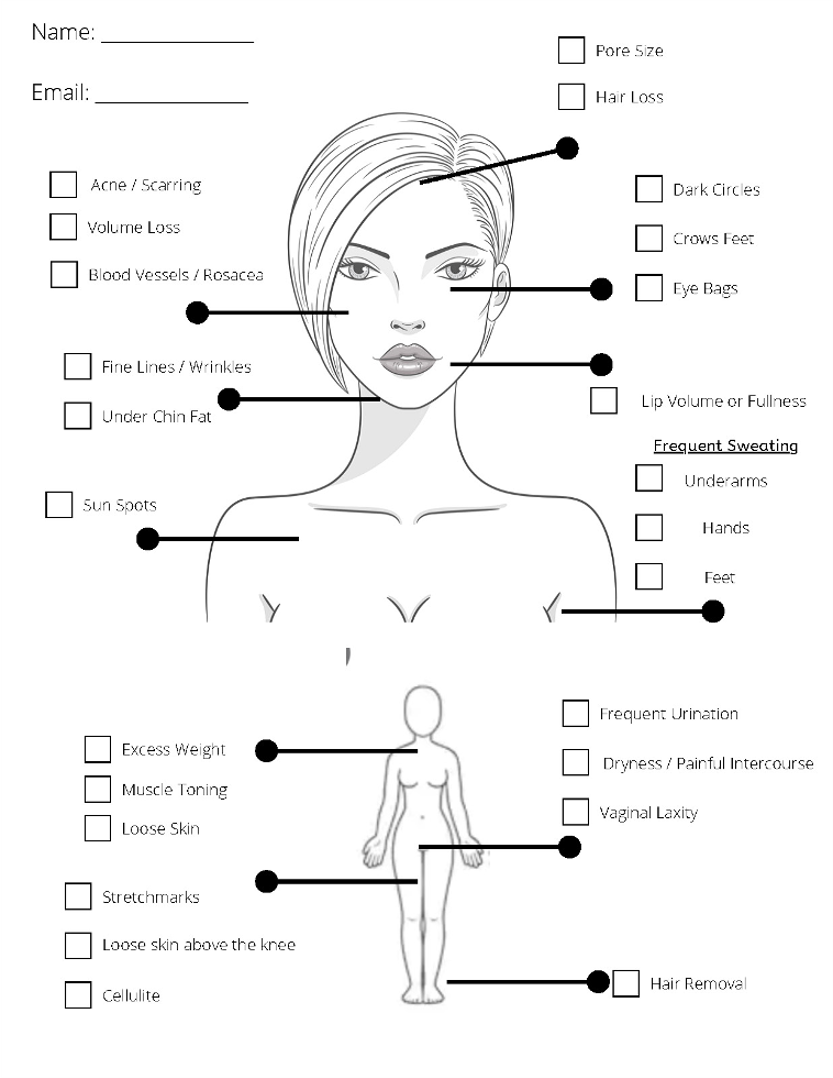 Name: ______________
Email: ______________
Pore Size
Hair Loss
Acne / Scarring
Volume Loss
Blood Vessels / Rosacea
Dark Circles
Crows Feet
Eye Bags
Fine Lines / Wrinkles
Under Chin Fat
Lip Volume or Fullness
Frequent Sweating
Underarms
Hands
Feet
Sun Spots
Excess Weight
Muscle Toning
Loose Skin
Frequent Urination
Dryness / Painful Intercourse
Vaginal Laxity
Stretchmarks
Loose skin above the knee
Cellulite
Hair Removal